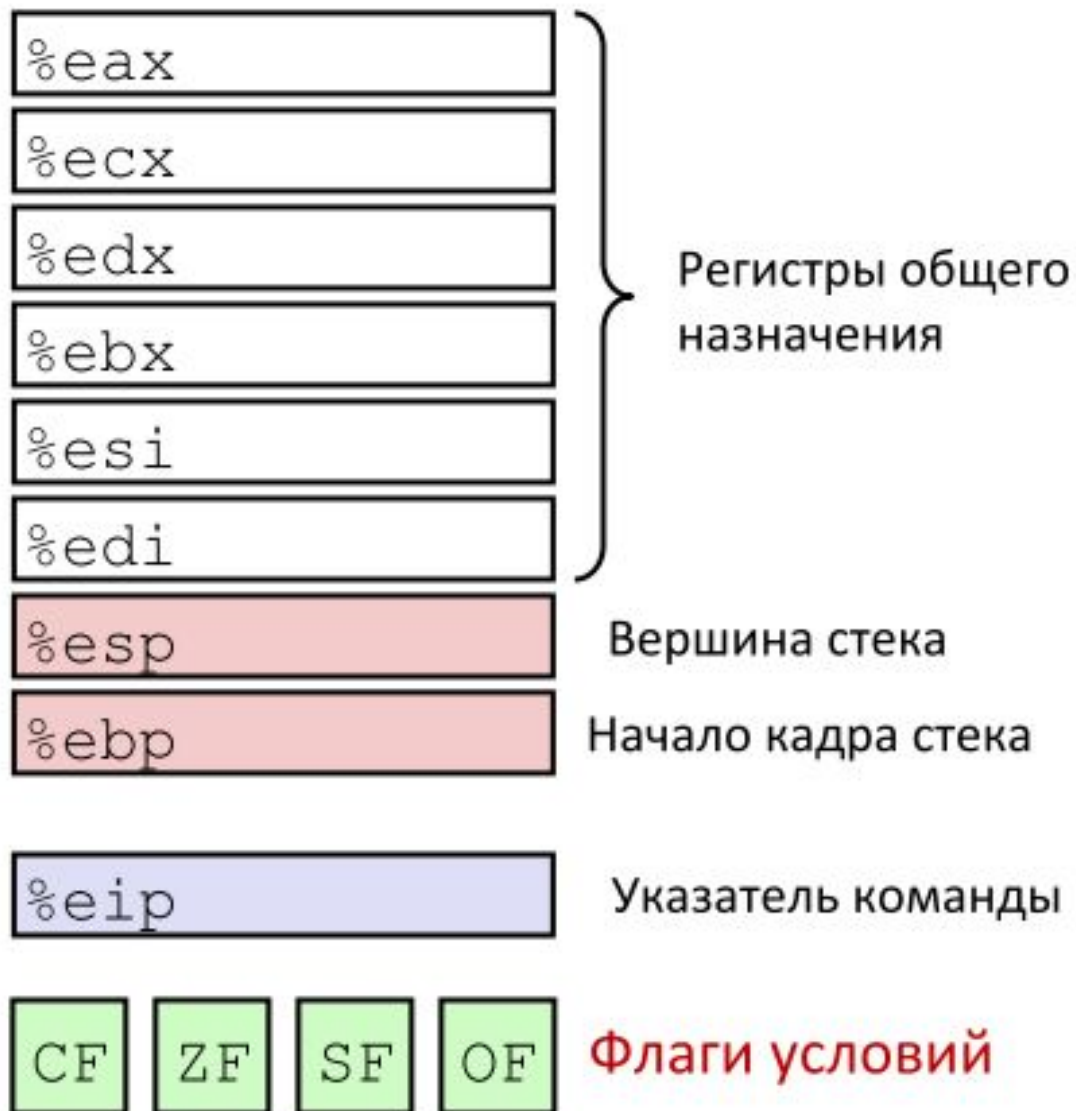 %eax
%ecx
%edx
%ebx
%esi
%edi
Регистры общего
назначения
%esp
Вершина стека
%ebp
Начало кадра стека
%eip
Указатель команды
CF ZF SF OF
Флаги условий